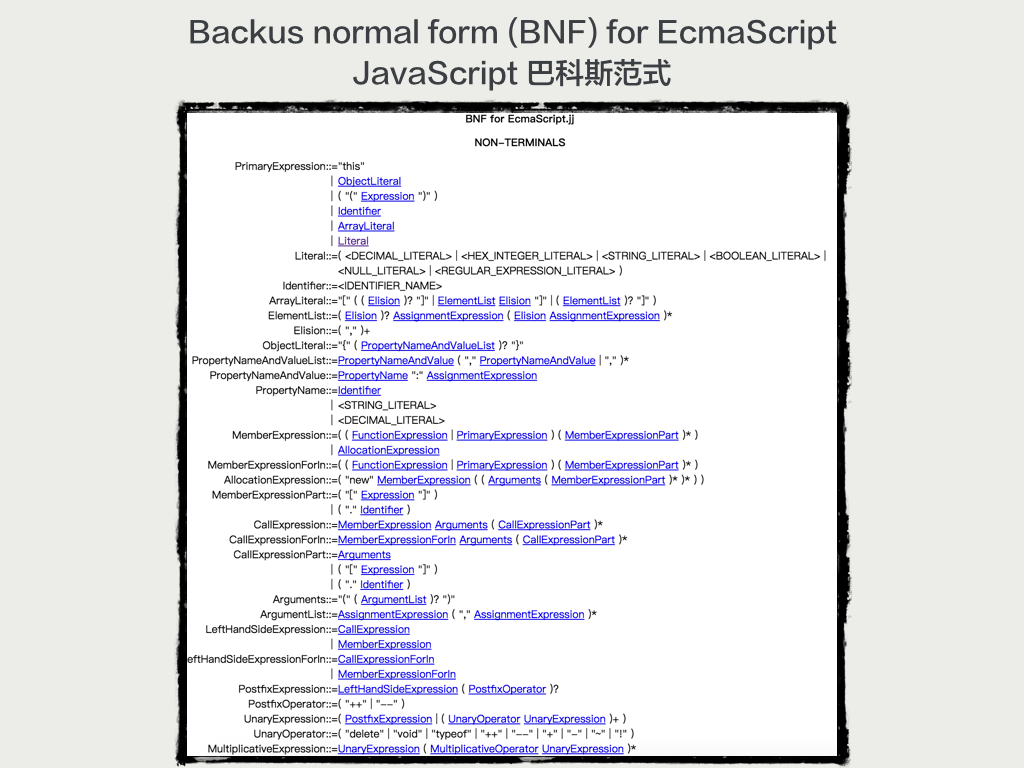 Backus normal form (BNF) for EcmaScript
JavaScript 巴科斯范式
BNF for EcmaScript.jj
NON-TERMINALS
PrimaryExpression::="this"
| ObjectLiteral
| ( "(" Expression ")" )
| Identifier
| ArrayLiteral
| Literal
Literal::=( <DECIMAL_LITERAL> | <HEX_INTEGER_LITERAL> | <STRING_LITERAL> | <BOOLEAN_LITERAL> |
<NULL_LITERAL> | <REGULAR_EXPRESSION_LITERAL> )
Identifier::=<IDENTIFIER_NAME>
ArrayLiteral::="[" ( ( Elision )? "]" | ElementList Elision "]" | ( ElementList )? "]" )
ElementList::=( Elision )? AssignmentExpression ( Elision AssignmentExpression )*
Elision::=( "," )+
ObjectLiteral::="{" ( PropertyNameAndValueList )? "}"
PropertyNameAndValueList::=PropertyNameAndValue ( "," PropertyNameAndValue | "," )*
PropertyNameAndValue::=PropertyName ":" AssignmentExpression
PropertyName::=Identifier
| <STRING_LITERAL>
| <DECIMAL_LITERAL>
MemberExpression::=( ( FunctionExpression | PrimaryExpression ) ( MemberExpressionPart )* )
| AllocationExpression
MemberExpressionForIn::=( ( FunctionExpression | PrimaryExpression ) ( MemberExpressionPart )* )
AllocationExpression::=( "new" MemberExpression ( ( Arguments ( MemberExpressionPart )* )* ) )
MemberExpressionPart::=( "[" Expression "]" )
| ( "." Identifier )
CallExpression::=MemberExpression Arguments ( CallExpressionPart )*
CallExpressionForIn::=MemberExpressionForIn Arguments ( CallExpressionPart )*
CallExpressionPart::=Arguments
| ( "[" Expression "]" )
| ( "." Identifier )
Arguments::="(" ( ArgumentList )? ")"
ArgumentList::=AssignmentExpression ( "," AssignmentExpression )*
LeftHandSideExpression::=CallExpression
| MemberExpression
eftHandSideExpressionForIn::=CallExpressionForIn
| MemberExpressionForIn
PostfixExpression::=LeftHandSideExpression ( PostfixOperator )?
PostfixOperator::=( "++" | "--" )
UnaryExpression::=( PostfixExpression | ( UnaryOperator UnaryExpression )+ )
UnaryOperator::=( "delete" | "void" | "typeof" | "++" | "--" | "+" | "-" | "~" | "!" )
MultiplicativeExpression::=UnaryExpression ( MultiplicativeOperator UnaryExpression )*